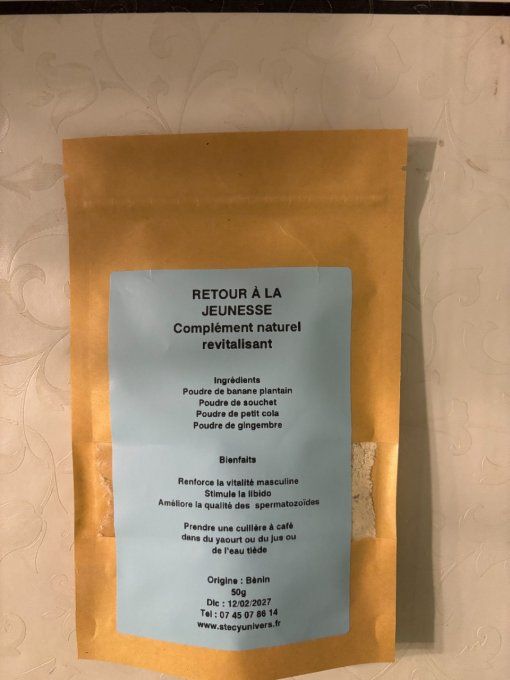 RETOUR À LA
JEUNESSE
Complément naturel
revitalisant
Ingrédients
Poudre de banane plantain
Poudre de souchet
Poudre de petit cola
Poudre de gingembre
Bienfaits
Renforce la vitalité masculine
Stimule la libido
Améliore la qualité des spermatozoïdes
Prendre une cuillère à café
dans du yaourt ou du jus ou
de l'eau tiède
Origine : Bénin
50g
Dlc : 12/02/2027
Tel : 07 45 07 86 14
www.stecyunivers.fr